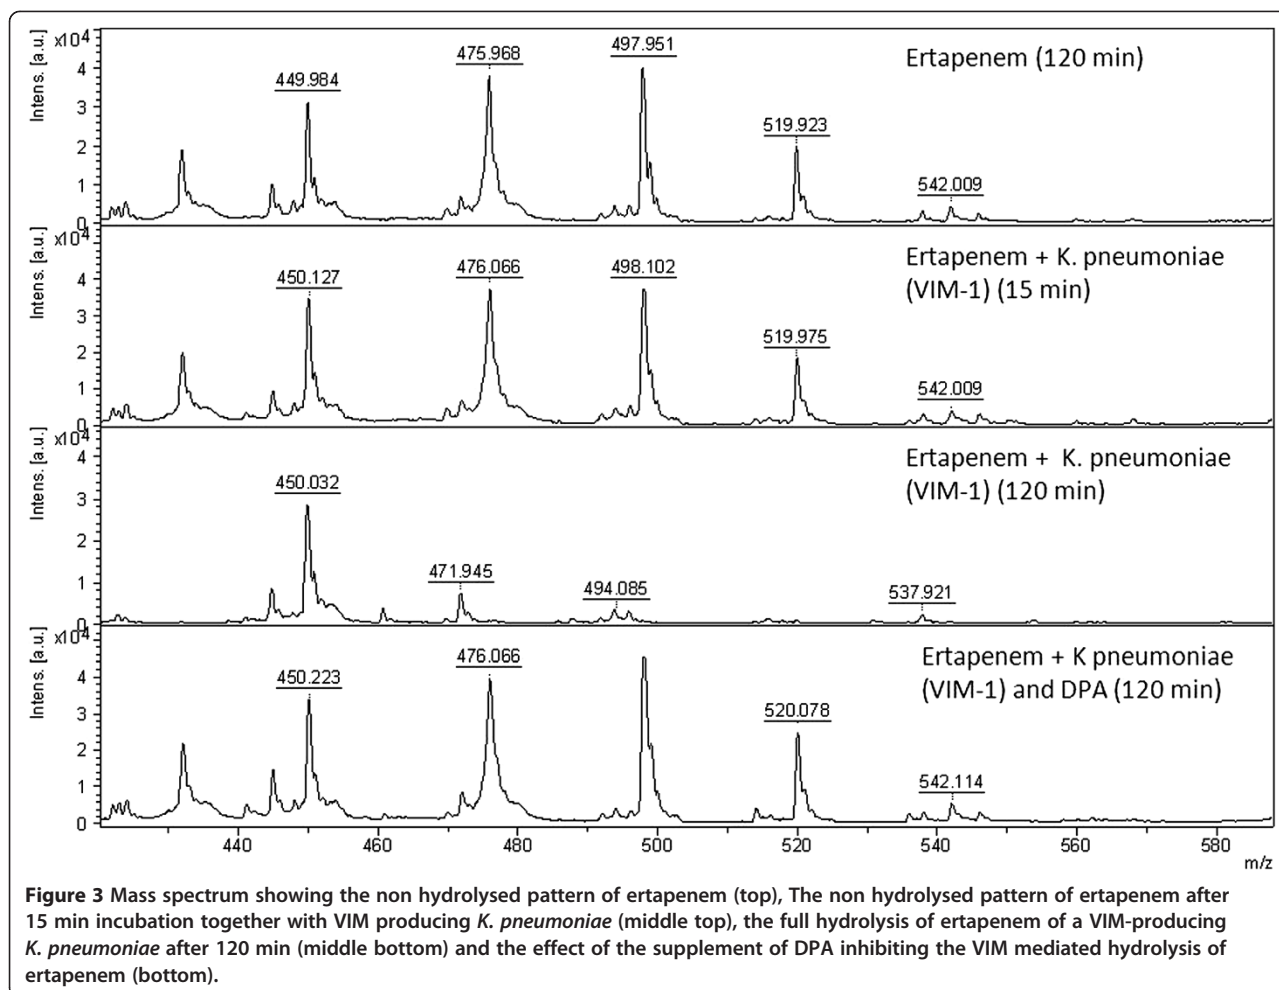 x10⁴
Intens. [a.u.]
4
3
2
1
0
449.984
475.968
497.951
519.923
542.009
Ertapenem (120 min)
x10⁴
Intens. [a.u.]
4
3
2
1
0
450.127
476.066
498.102
519.975
542.009
Ertapenem + K. pneumoniae
(VIM-1) (15 min)
x10⁴
Intens. [a.u.]
4
3
2
1
0
450.032
471.945
494.085
537.921
Ertapenem + K. pneumoniae
(VIM-1) (120 min)
x10⁴
Intens. [a.u.]
4
3
2
1
0
450.223
476.066
520.078
542.114
Ertapenem + K pneumoniae
(VIM-1) and DPA (120 min)
440 460 480 500 520 540 560 580
m/z
Figure 3 Mass spectrum showing the non hydrolysed pattern of ertapenem (top), The non hydrolysed pattern of ertapenem after
15 min incubation together with VIM producing K. pneumoniae (middle top), the full hydrolysis of ertapenem of a VIM-producing
K. pneumoniae after 120 min (middle bottom) and the effect of the supplement of DPA inhibiting the VIM mediated hydrolysis of
ertapenem (bottom).